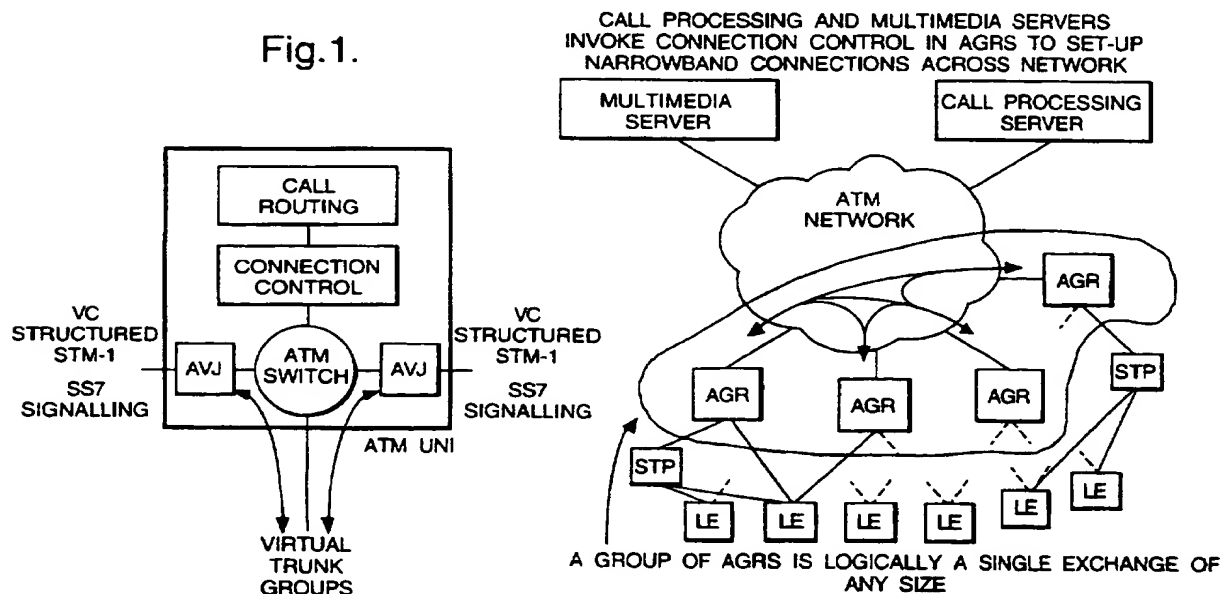 Fig.1.
CALL
ROUTING
CONNECTION
CONTROL
VC
STRUCTURED
STM-1
SS7
SIGNALLING
AVJ
ATM
SWITCH
AVJ
VC
STRUCTURED
STM-1
SS7
SIGNALLING
ATM UNI
VIRTUAL
TRUNK
GROUPS
CALL PROCESSING AND MULTIMEDIA SERVERS
INVOKE CONNECTION CONTROL IN AGRS TO SET-UP
NARROWBAND CONNECTIONS ACROSS NETWORK
MULTIMEDIA
SERVER
CALL PROCESSING
SERVER
ATM
NETWORK
AGR
AGR
AGR
AGR
STP
STP
LE
LE
LE
LE
LE
LE
A GROUP OF AGRS IS LOGICALLY A SINGLE EXCHANGE OF
ANY SIZE